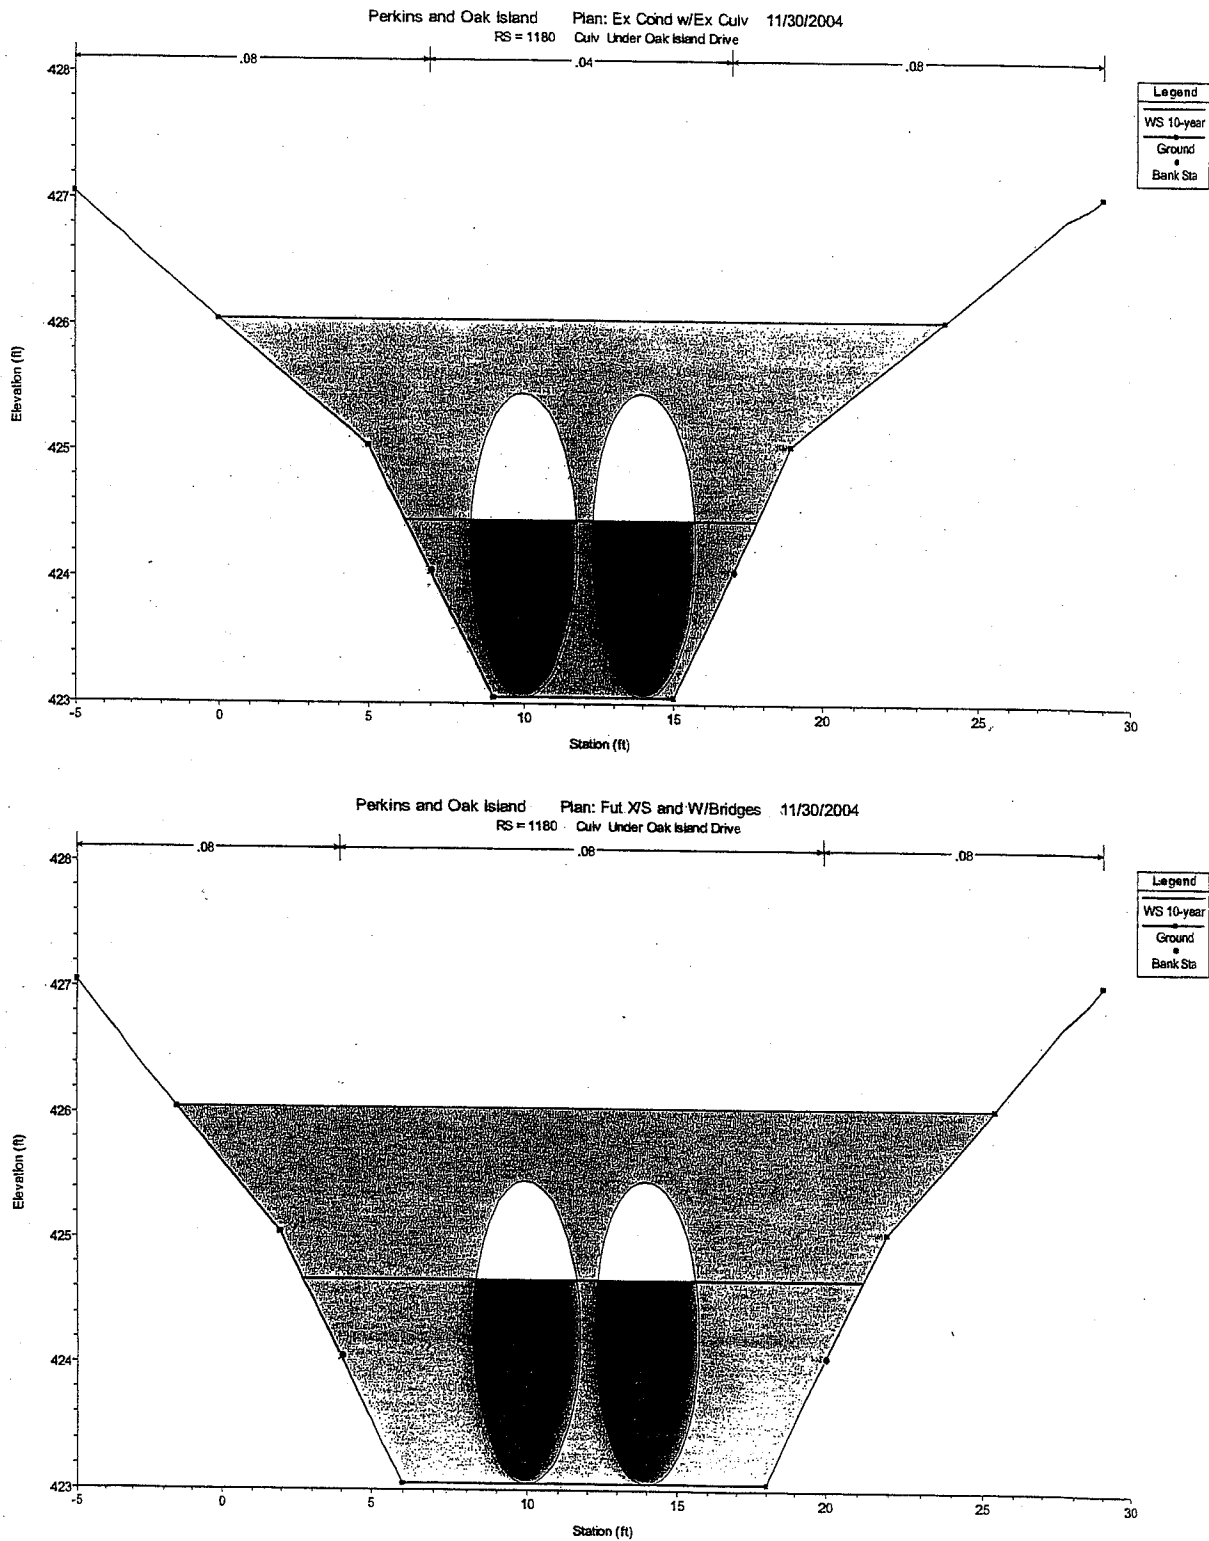 Perkins and Oak Island Plan: Ex Cond w/Ex Culv 11/30/2004
RS = 1180 Culv Under Oak Island Drive
.08 .04 .08
428
427
426
425
424
423
Elevation (ft)
-5 0 5 10 15 20 25 30
Station (ft)
Legend
WS 10-year
Ground
Bank Sta
Perkins and Oak Island Plan: Fut X/S and W/Bridges 11/30/2004
RS = 1180 Culv Under Oak Island Drive
.08 .08 .08
428
427
426
425
424
423
Elevation (ft)
-5 0 5 10 15 20 25 30
Station (ft)
Legend
WS 10-year
Ground
Bank Sta